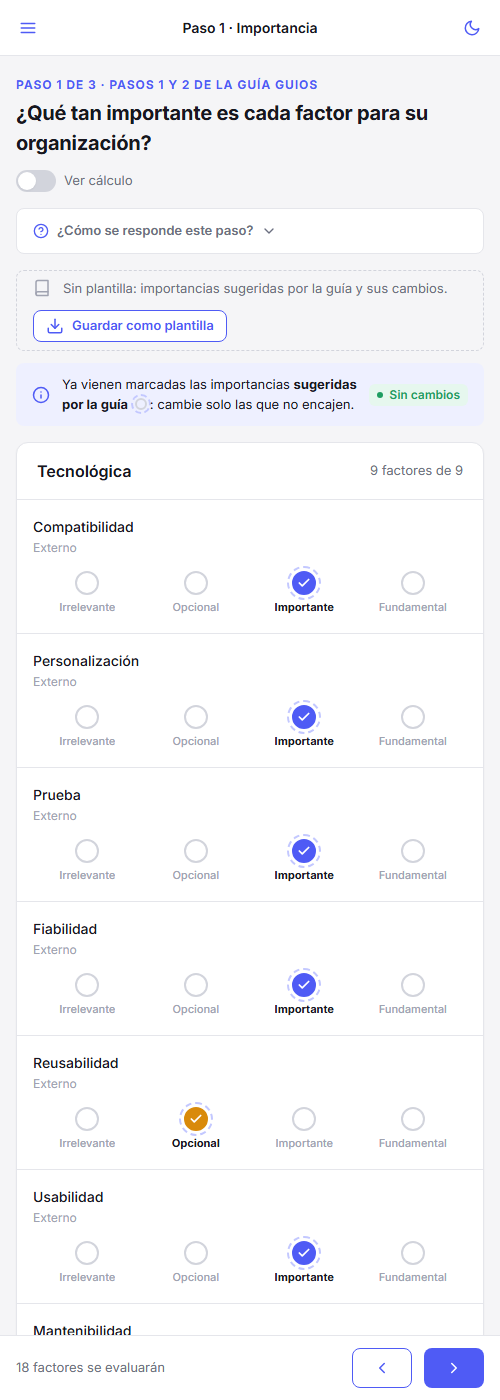 Paso 1 · Importancia
PASO 1 DE 3 · PASOS 1 Y 2 DE LA GUÍA GUIOS
¿Qué tan importante es cada factor para su
organización?
Ver cálculo
¿Cómo se responde este paso?
Sin plantilla: importancias sugeridas por la guía y sus cambios.
Guardar como plantilla
Ya vienen marcadas las importancias sugeridas
por la guía : cambie solo las que no encajen.
Sin cambios
Tecnológica
9 factores de 9
Compatibilidad
Externo
Irrelevante Opcional Importante Fundamental
Personalización
Externo
Irrelevante Opcional Importante Fundamental
Prueba
Externo
Irrelevante Opcional Importante Fundamental
Fiabilidad
Externo
Irrelevante Opcional Importante Fundamental
Reusabilidad
Externo
Irrelevante Opcional Importante Fundamental
Usabilidad
Externo
Irrelevante Opcional Importante Fundamental
Mantenibilidad
18 factores se evaluarán